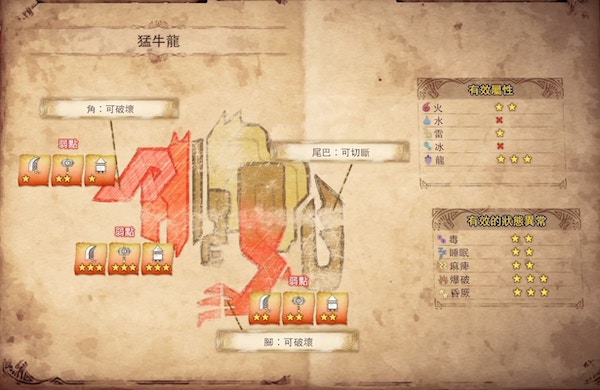 猛牛龍
角：可破壞
弱點
尾巴：可切斷
弱點
弱點
腳：可破壞
有效屬性
火
水
雷
冰
龍
有效的狀態異常
毒
睡眠
麻痺
爆破
昏厥